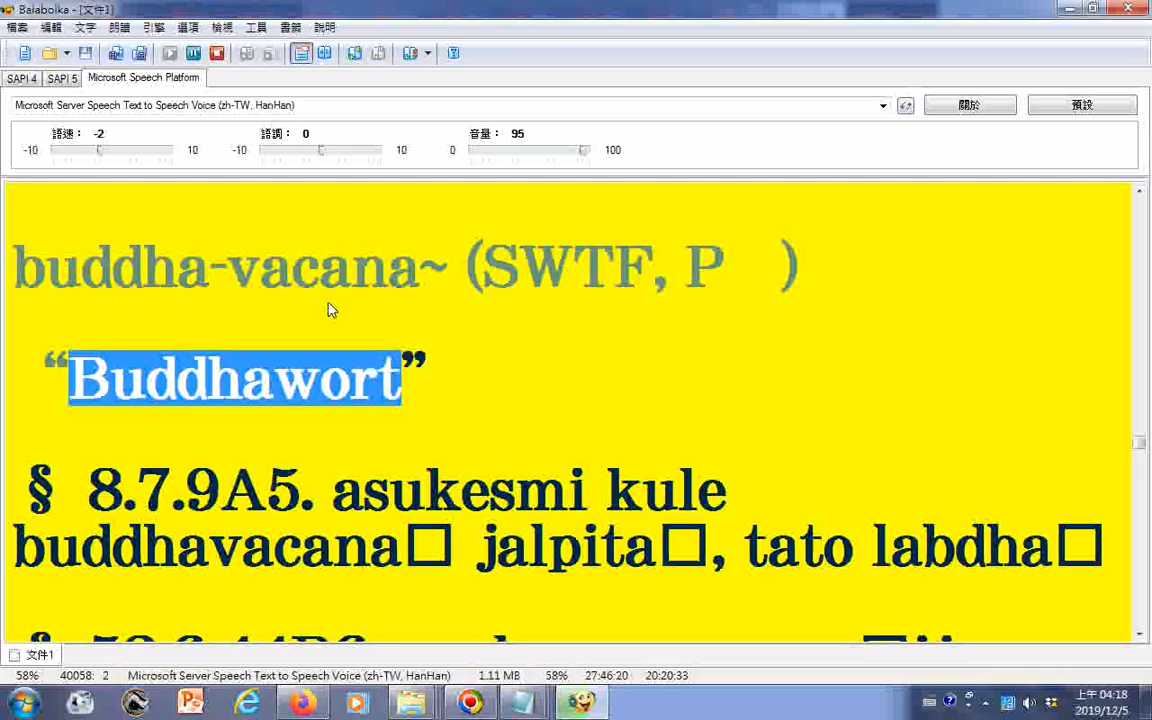 Balabolka - [文件1]
檔案 編輯 文字 朗讀 引擎 選項 檢視 工具 書籤 說明
SAPI 4 SAPI 5 Microsoft Speech Platform
Microsoft Server Speech Text to Speech Voice (zh-TW, HanHan) 關於 預設
語速： -2 語調： 0 音量： 95
-10 10 -10 10 0 100
buddha-vacana~ (SWTF, P )
“Buddhawort”
§ 8.7.9A5. asukesmi kule
buddhavacana□ jalpita□, tato labdha□
文件1
58% 40058: 2 Microsoft Server Speech Text to Speech Voice (zh-TW, HanHan) 1.11 MB 58% 27:46:20 20:20:33
上午 04:18
2019/12/5